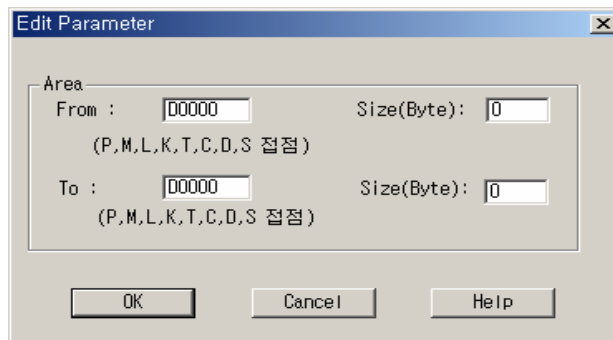 Edit Parameter
Area
From : D0000 Size(Byte): 0
(P,M,L,K,T,C,D,S 접점)
To : D0000 Size(Byte): 0
(P,M,L,K,T,C,D,S 접점)
OK Cancel Help